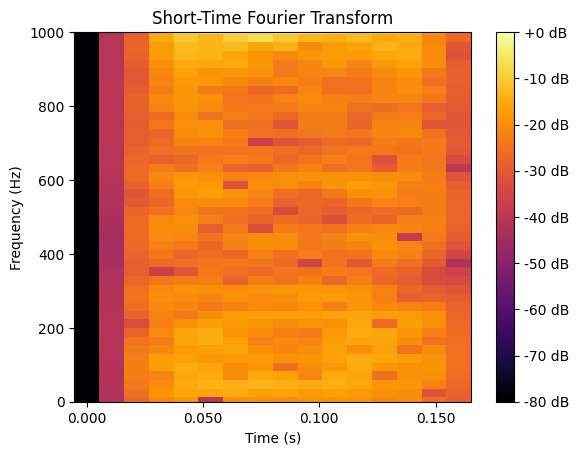 Short-Time Fourier Transform
Frequency (Hz)
1000
800
600
400
200
0
0.000
0.050
0.100
0.150
Time (s)
+0 dB
-10 dB
-20 dB
-30 dB
-40 dB
-50 dB
-60 dB
-70 dB
-80 dB